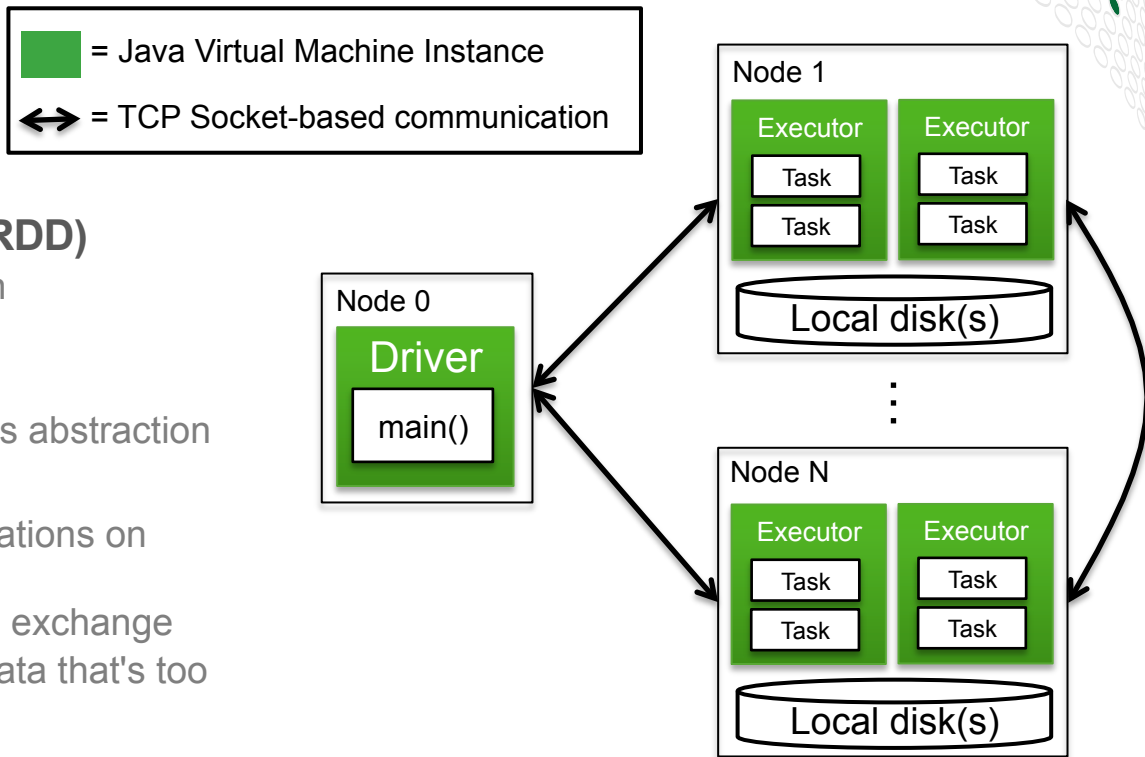 = Java Virtual Machine Instance
= TCP Socket-based communication
RDD)
s abstraction
ations on
exchange
ata that's too
Node 0
Driver
main()
Node 1
Executor Executor
Task Task
Task Task
Local disk(s)
⋮
Node N
Executor Executor
Task Task
Task Task
Local disk(s)